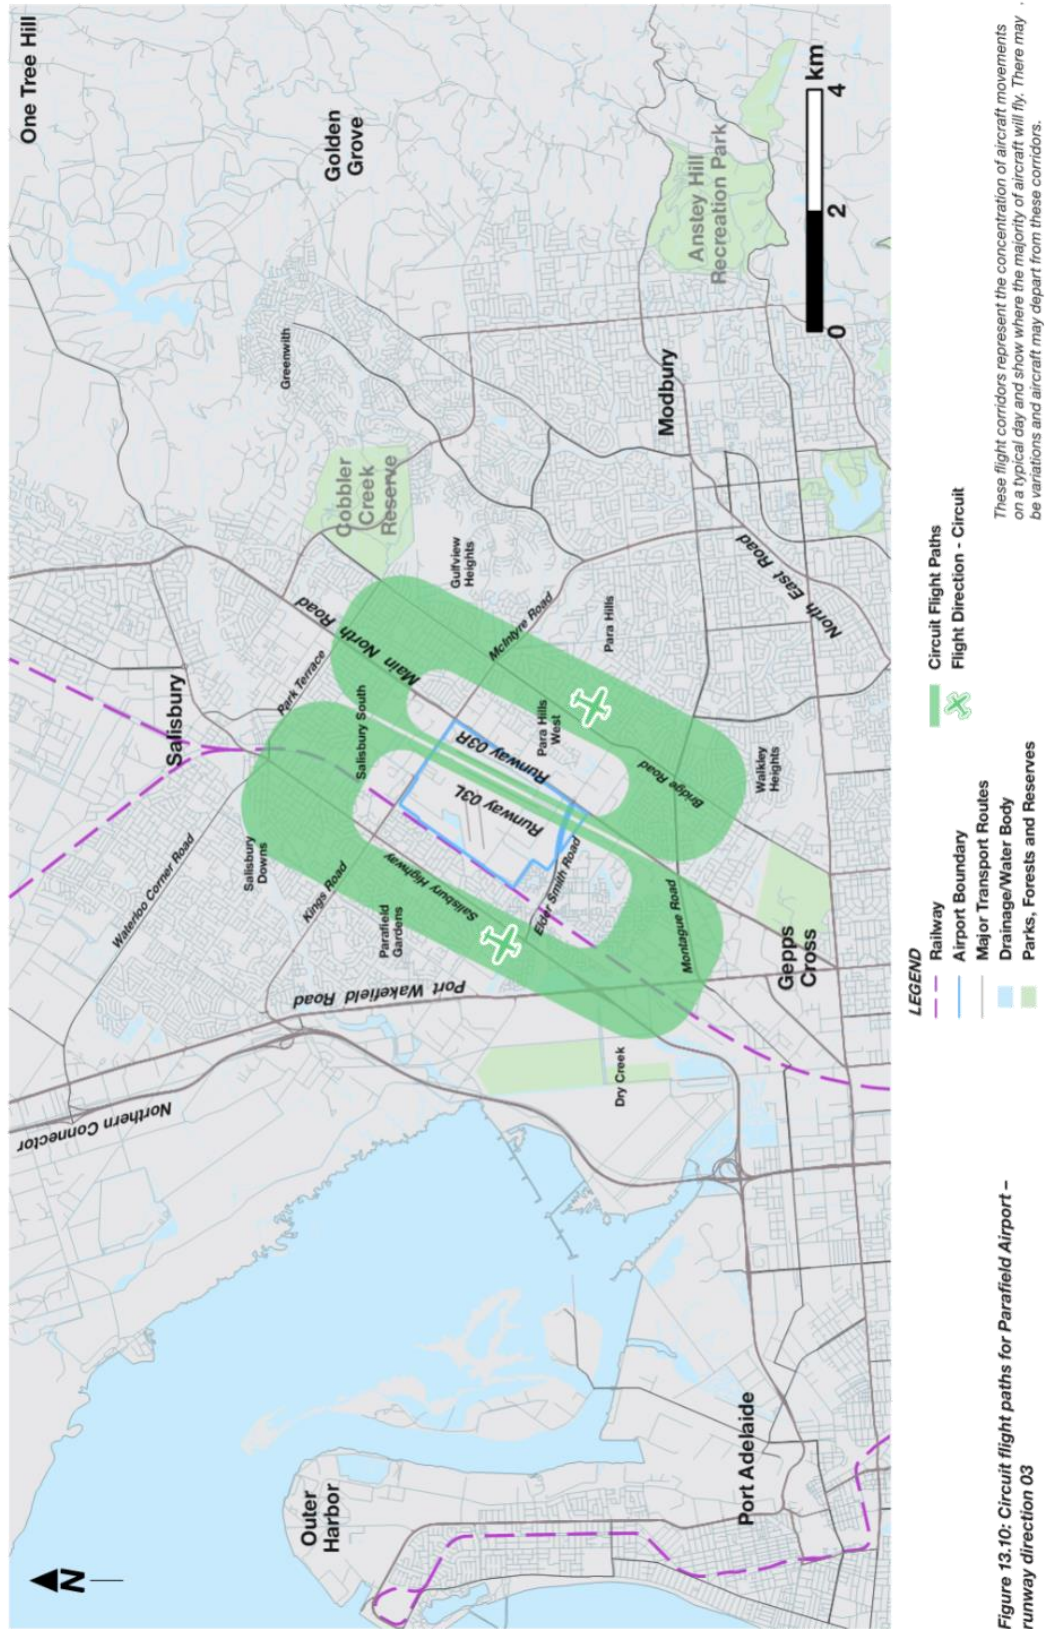 One Tree Hill
Golden
Grove
Greenwith
Cobbler
Creek
Reserve
Anstey Hill
Recreation Park
0 2 4 km
Modbury
Salisbury
Park Terrace
Main North Road
Gulfview
Heights
McIntyre Road
Para Hills
North East Road
Salisbury South
Runway 03R
Para Hills
West
Runway 03L
Bridge Road
Walkley
Heights
Waterloo Corner Road
Salisbury
Downs
Kings Road
Salisbury Highway
Elder Smith Road
Montague Road
Parafield
Gardens
Port Wakefield Road
Gepps
Cross
Northern Connector
Dry Creek
Outer
Harbor
Port Adelaide
N
LEGEND
Railway
Airport Boundary
Major Transport Routes
Drainage/Water Body
Parks, Forests and Reserves
Circuit Flight Paths
Flight Direction - Circuit
These flight corridors represent the concentration of aircraft movements
on a typical day and show where the majority of aircraft will fly. There may
be variations and aircraft may depart from these corridors.
Figure 13.10: Circuit flight paths for Parafield Airport –
runway direction 03